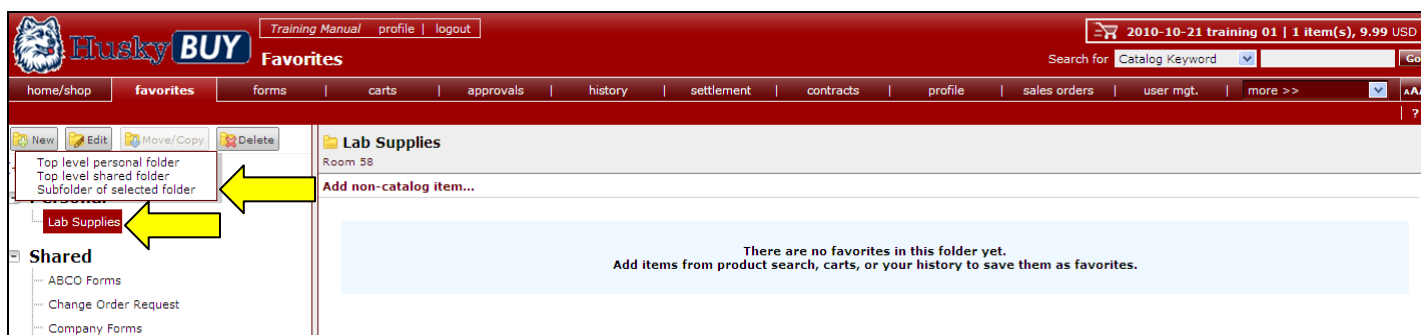 Husky BUY
Training Manual profile | logout
Favorites
2010-10-21 training 01 | 1 item(s), 9.99 USD
Search for Catalog Keyword Go
home/shop favorites forms | carts | approvals | history | settlement | contracts | profile | sales orders | user mgt. | more >> AA
| ?
New Edit Move/Copy Delete
Top level personal folder
Top level shared folder
Subfolder of selected folder
Personal
Lab Supplies
Shared
ABCO Forms
Change Order Request
Company Forms
Lab Supplies
Room 58
Add non-catalog item...
There are no favorites in this folder yet.
Add items from product search, carts, or your history to save them as favorites.